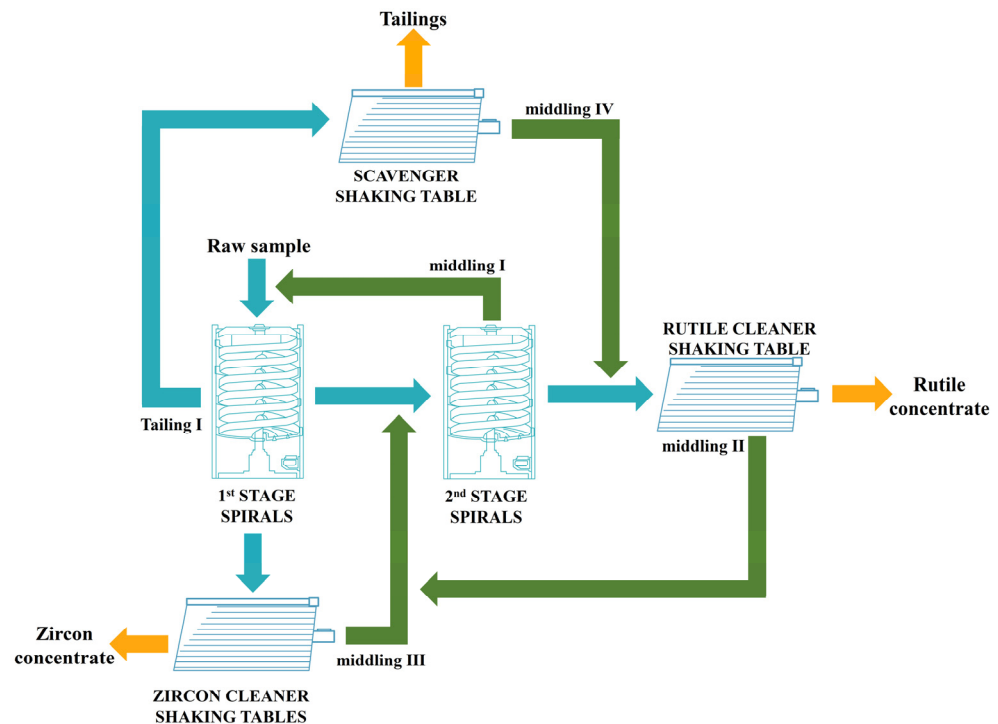 Tailings
middling IV
SCAVENGER
SHAKING TABLE
Raw sample
middling I
RUTILE CLEANER
SHAKING TABLE
Rutile
concentrate
Tailing I
middling II
1st STAGE
SPIRALS
2nd STAGE
SPIRALS
Zircon
concentrate
middling III
ZIRCON CLEANER
SHAKING TABLES